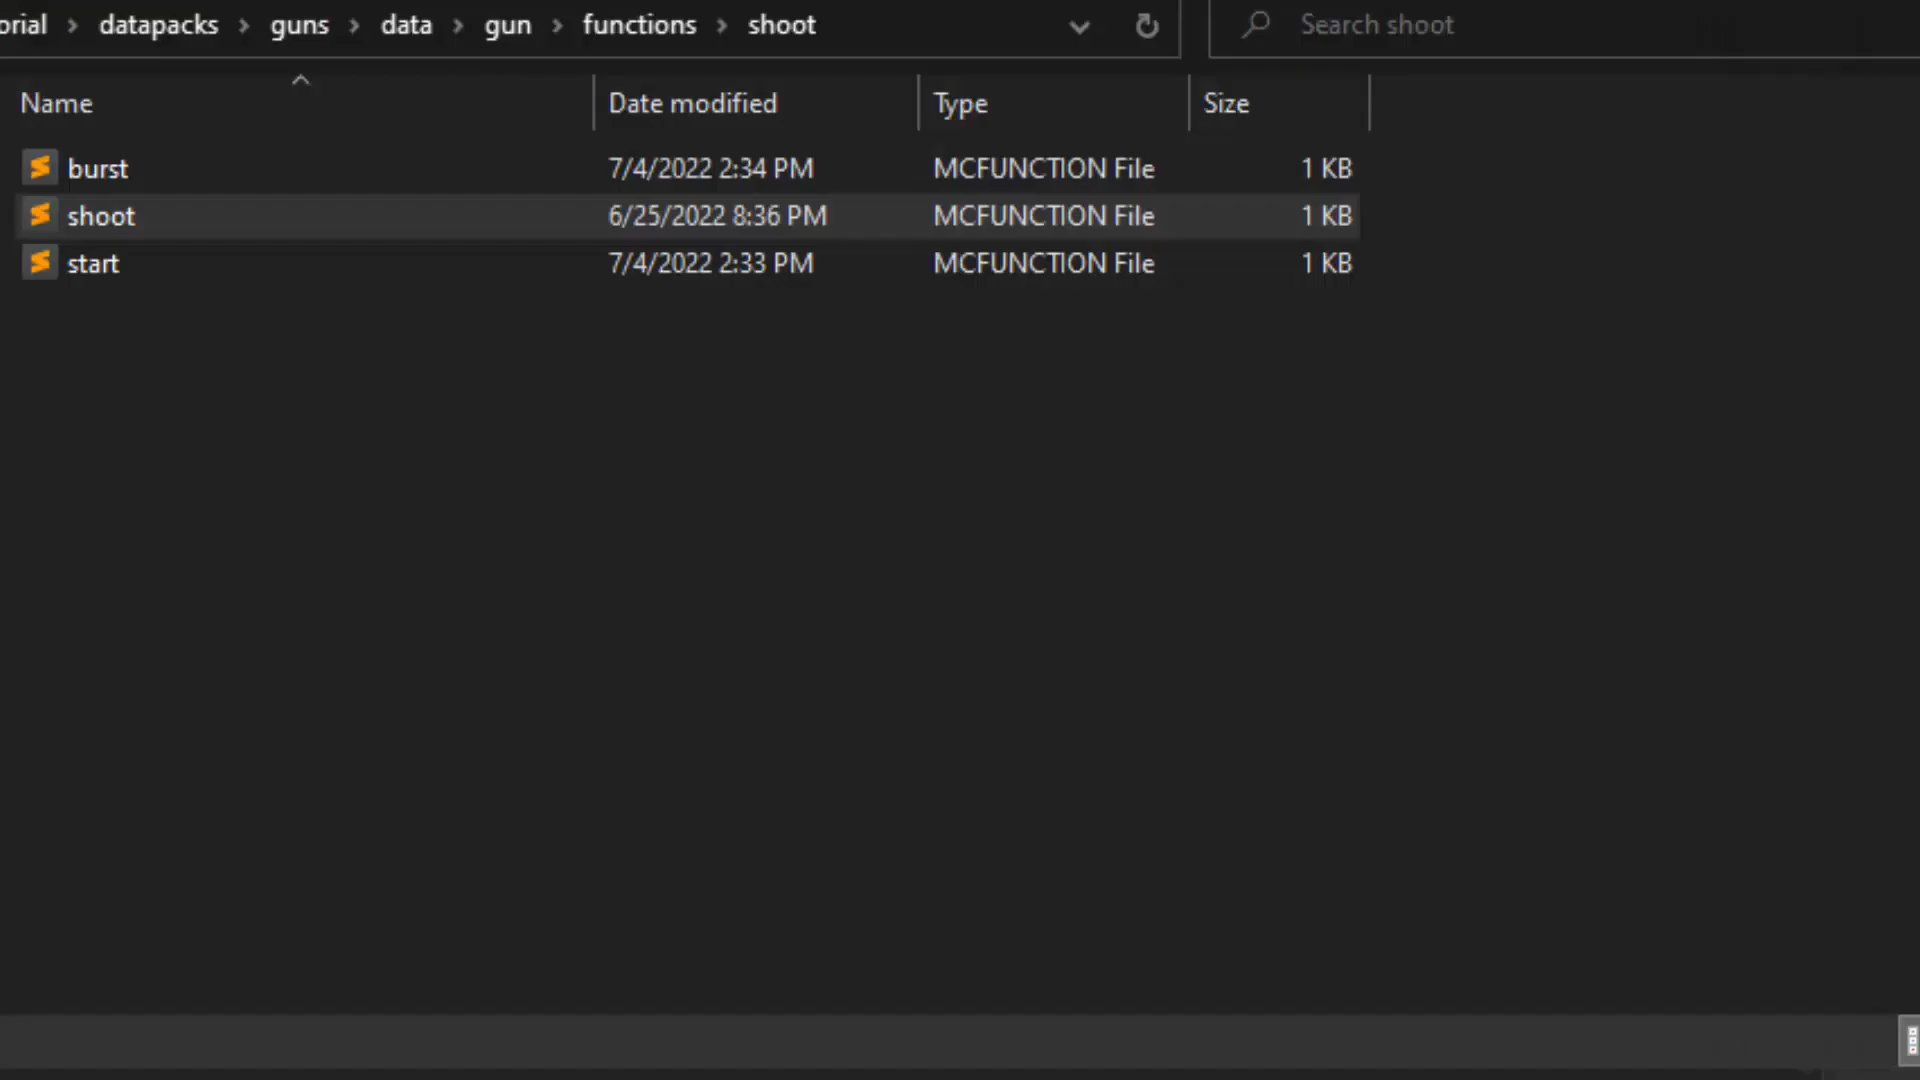 orial > datapacks > guns > data > gun > functions > shoot Search shoot
Name Date modified Type Size
burst 7/4/2022 2:34 PM MCFUNCTION File 1 KB
shoot 6/25/2022 8:36 PM MCFUNCTION File 1 KB
start 7/4/2022 2:33 PM MCFUNCTION File 1 KB